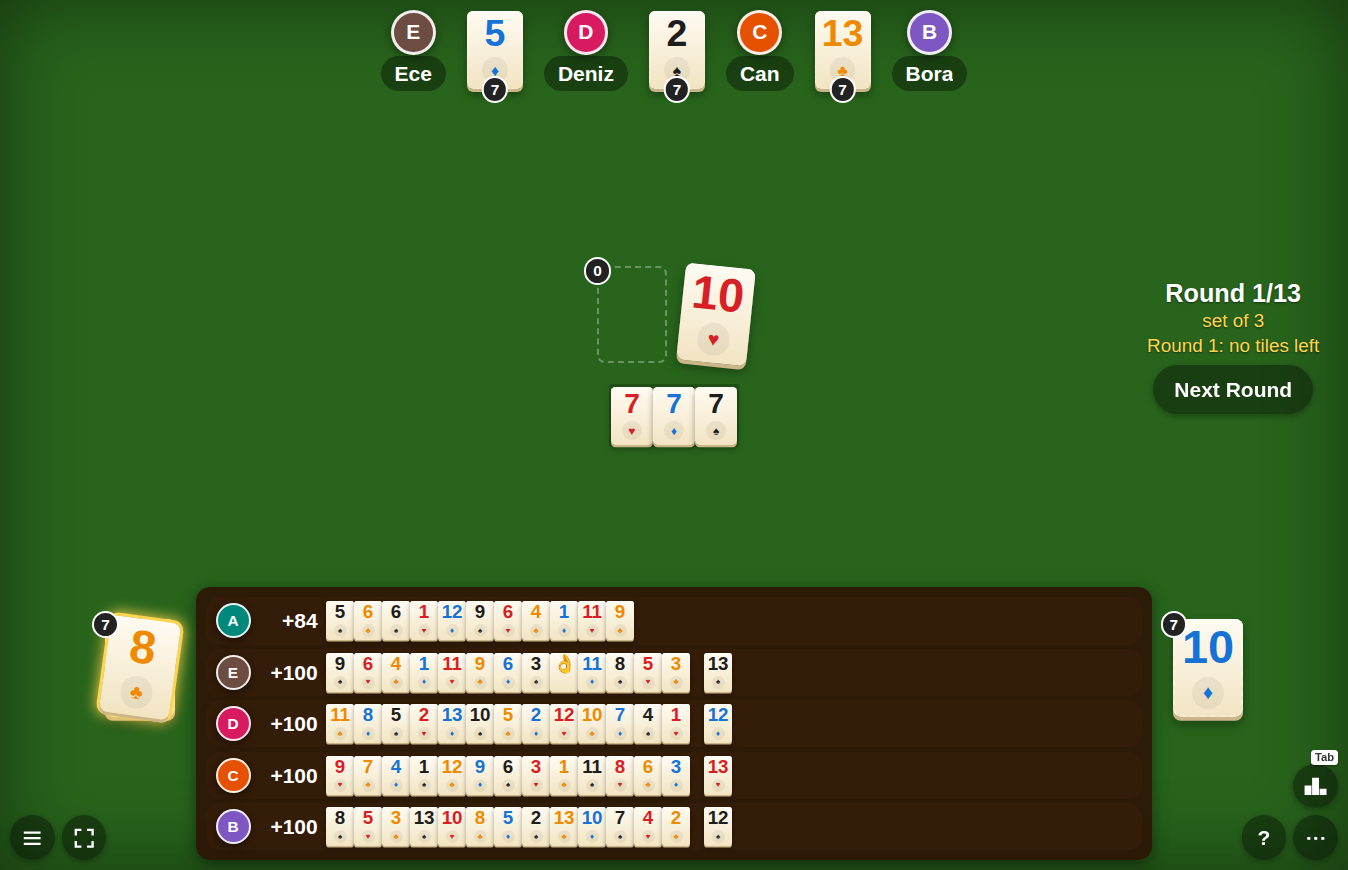 E 5 D 2 C 13 B
Ece 7 Deniz 7 Can 7 Bora
0 10
Round 1/13
set of 3
Round 1: no tiles left
Next Round
7 7 7
7 8
7 10
A +84 5 6 6 1 12 9 6 4 1 11 9
E +100 9 6 4 1 11 9 6 3 11 8 5 3 13
D +100 11 8 5 2 13 10 5 2 12 10 7 4 1 12
C +100 9 7 4 1 12 9 6 3 1 11 8 6 3 13
B +100 8 5 3 13 10 8 5 2 13 10 7 4 2 12
Tab
?